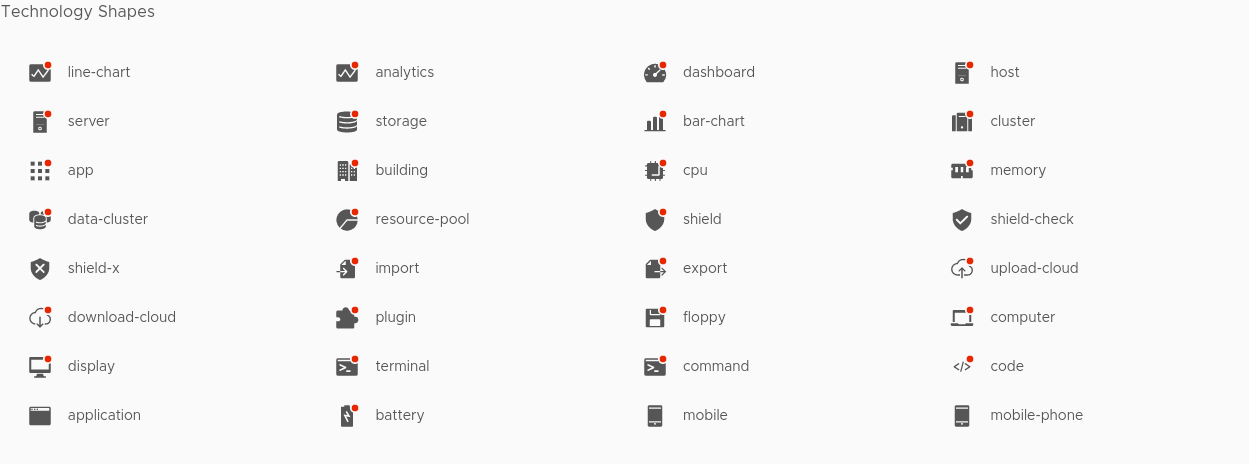 Technology Shapes
line-chart analytics dashboard host
server storage bar-chart cluster
app building cpu memory
data-cluster resource-pool shield shield-check
shield-x import export upload-cloud
download-cloud plugin floppy computer
display terminal command code
application battery mobile mobile-phone